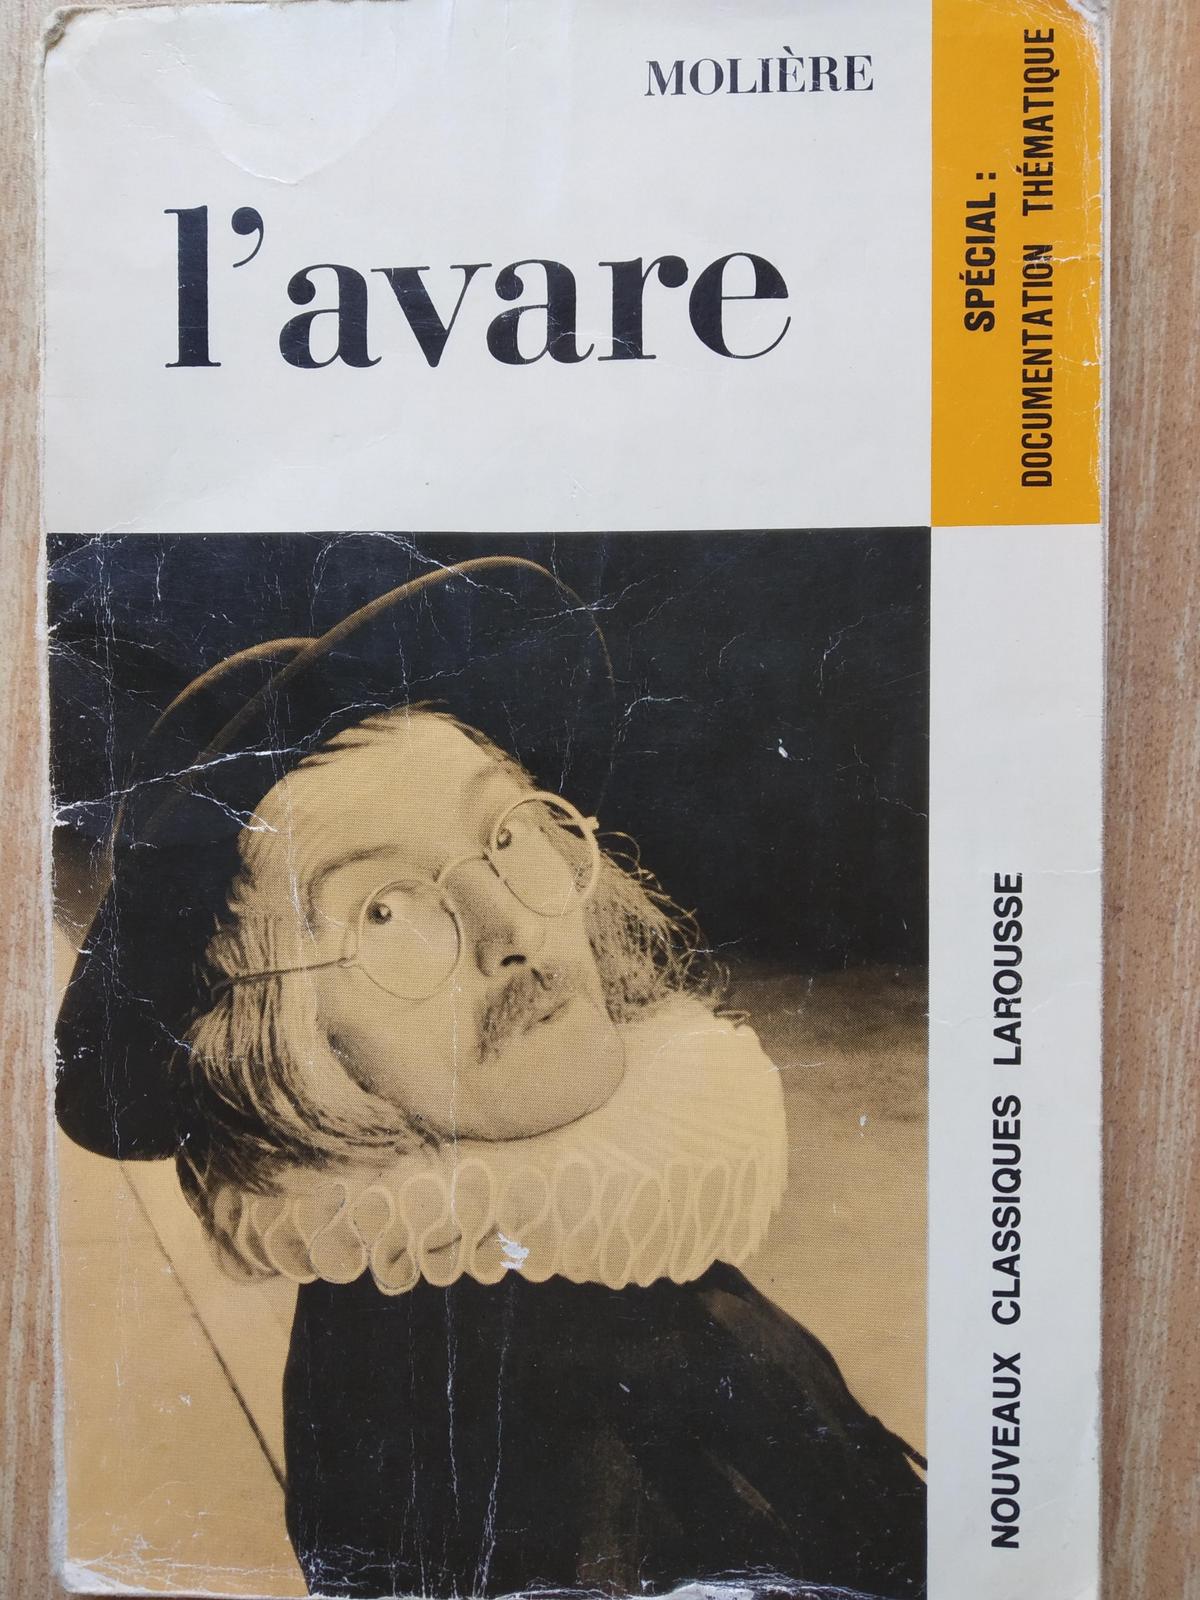 MOLIÈRE
l'avare
SPÉCIAL :
DOCUMENTATION THÉMATIQUE
NOUVEAUX CLASSIQUES LAROUSSE